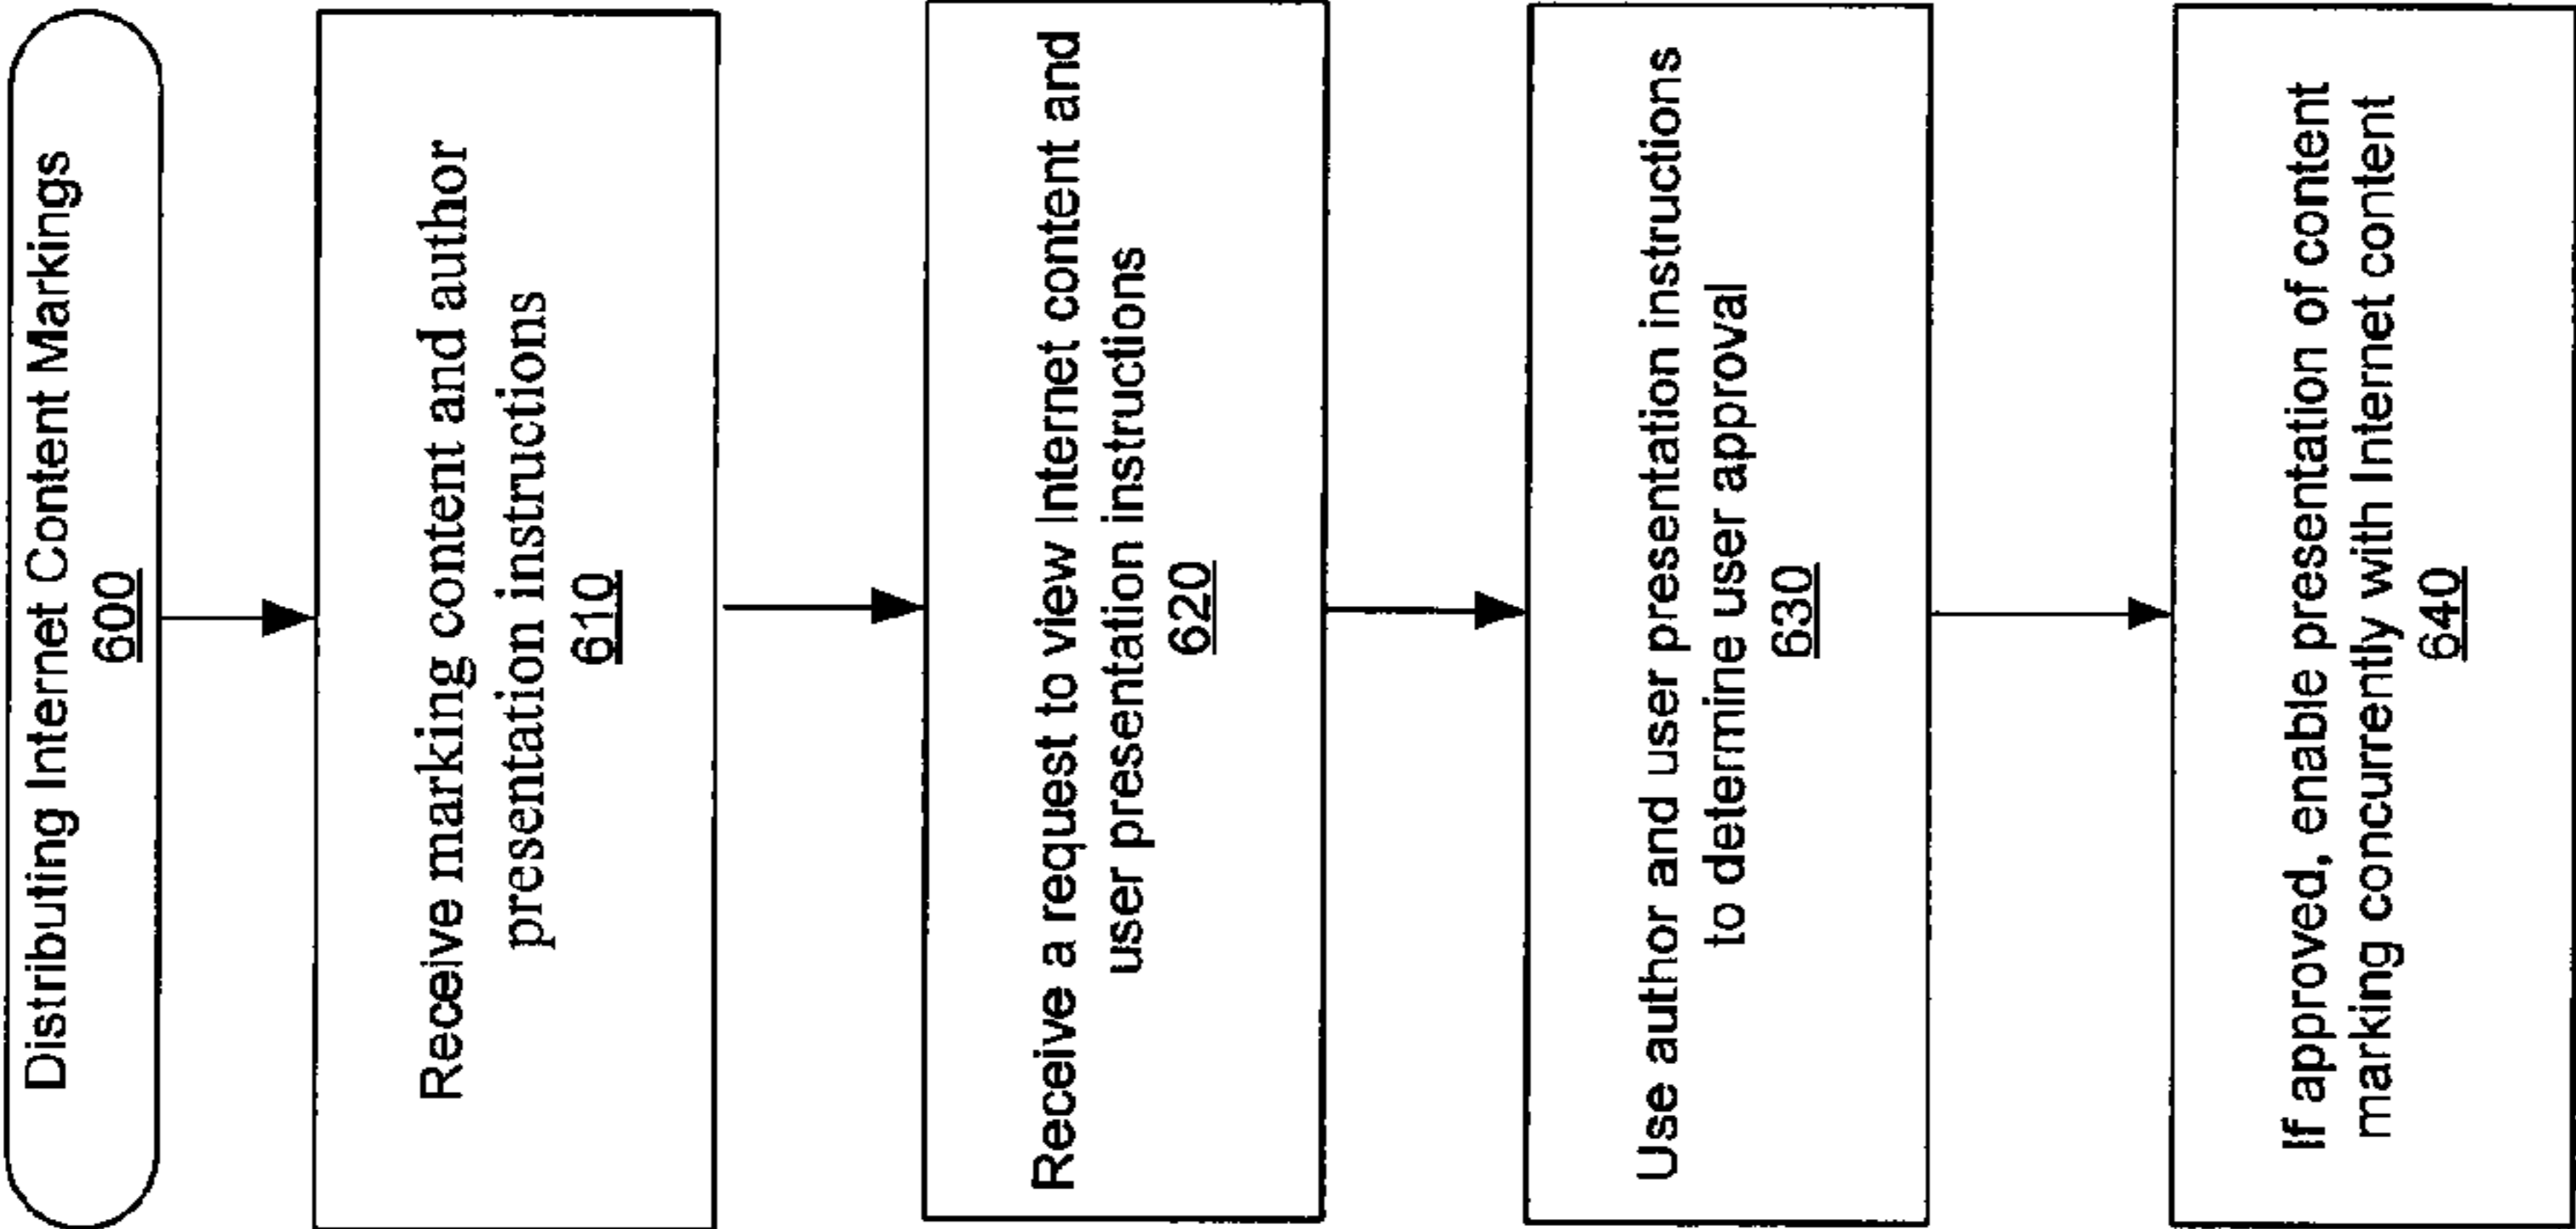 Distributing Internet Content Markings
600
Receive marking content and author
presentation instructions
610
Receive a request to view Internet content and
user presentation instructions
620
Use author and user presentation instructions
to determine user approval
630
If approved, enable presentation of content
marking concurrently with Internet content
640